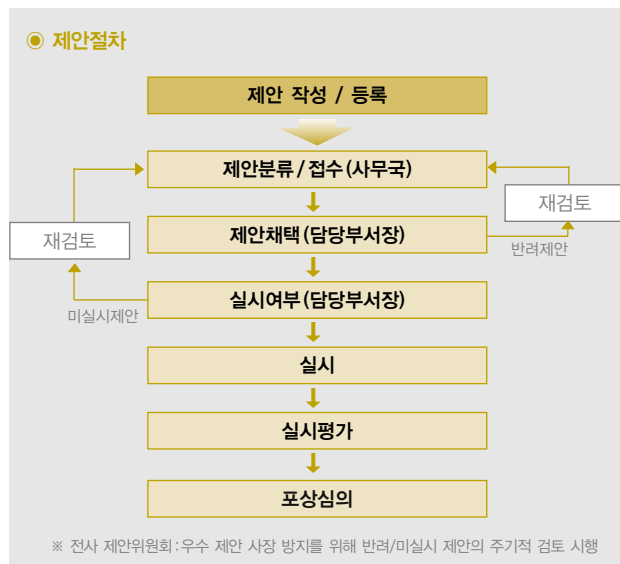 ◉ 제안절차
제안 작성 / 등록
제안분류 / 접수 (사무국)
재검토
재검토
제안채택 (담당부서장)
반려제안
실시여부 (담당부서장)
미실시제안
실시
실시평가
포상심의
※ 전사 제안위원회 : 우수 제안 사장 방지를 위해 반려/미실시 제안의 주기적 검토 시행